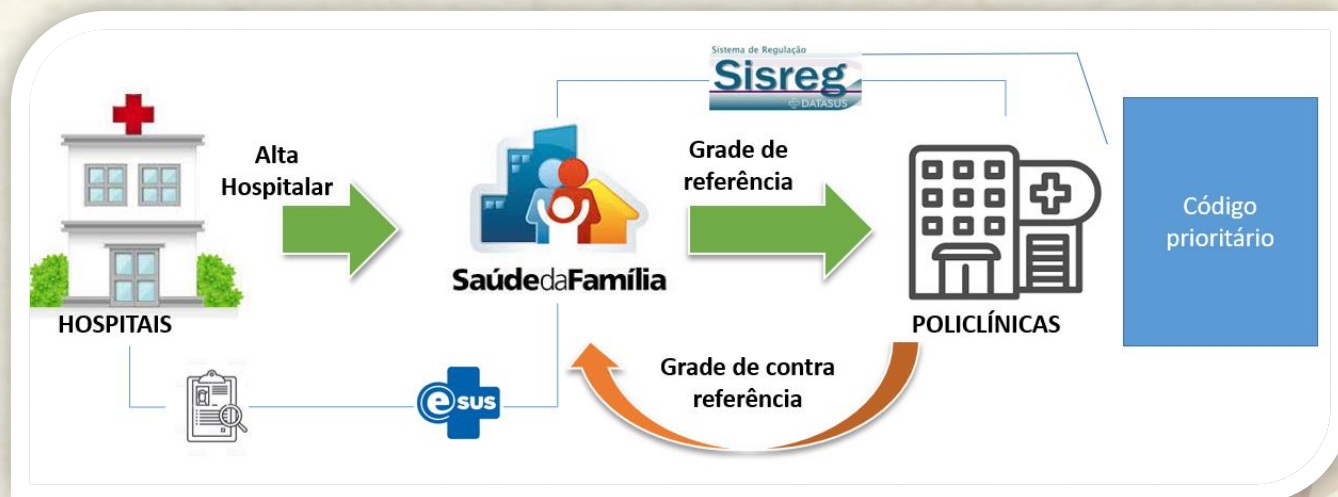 Sistema de Regulação
Sisreg
DATASUS
Alta
Hospitalar
Grade de
referência
Código
prioritário
SaúdedaFamília
HOSPITAIS
POLICLÍNICAS
Grade de contra
referência
esus